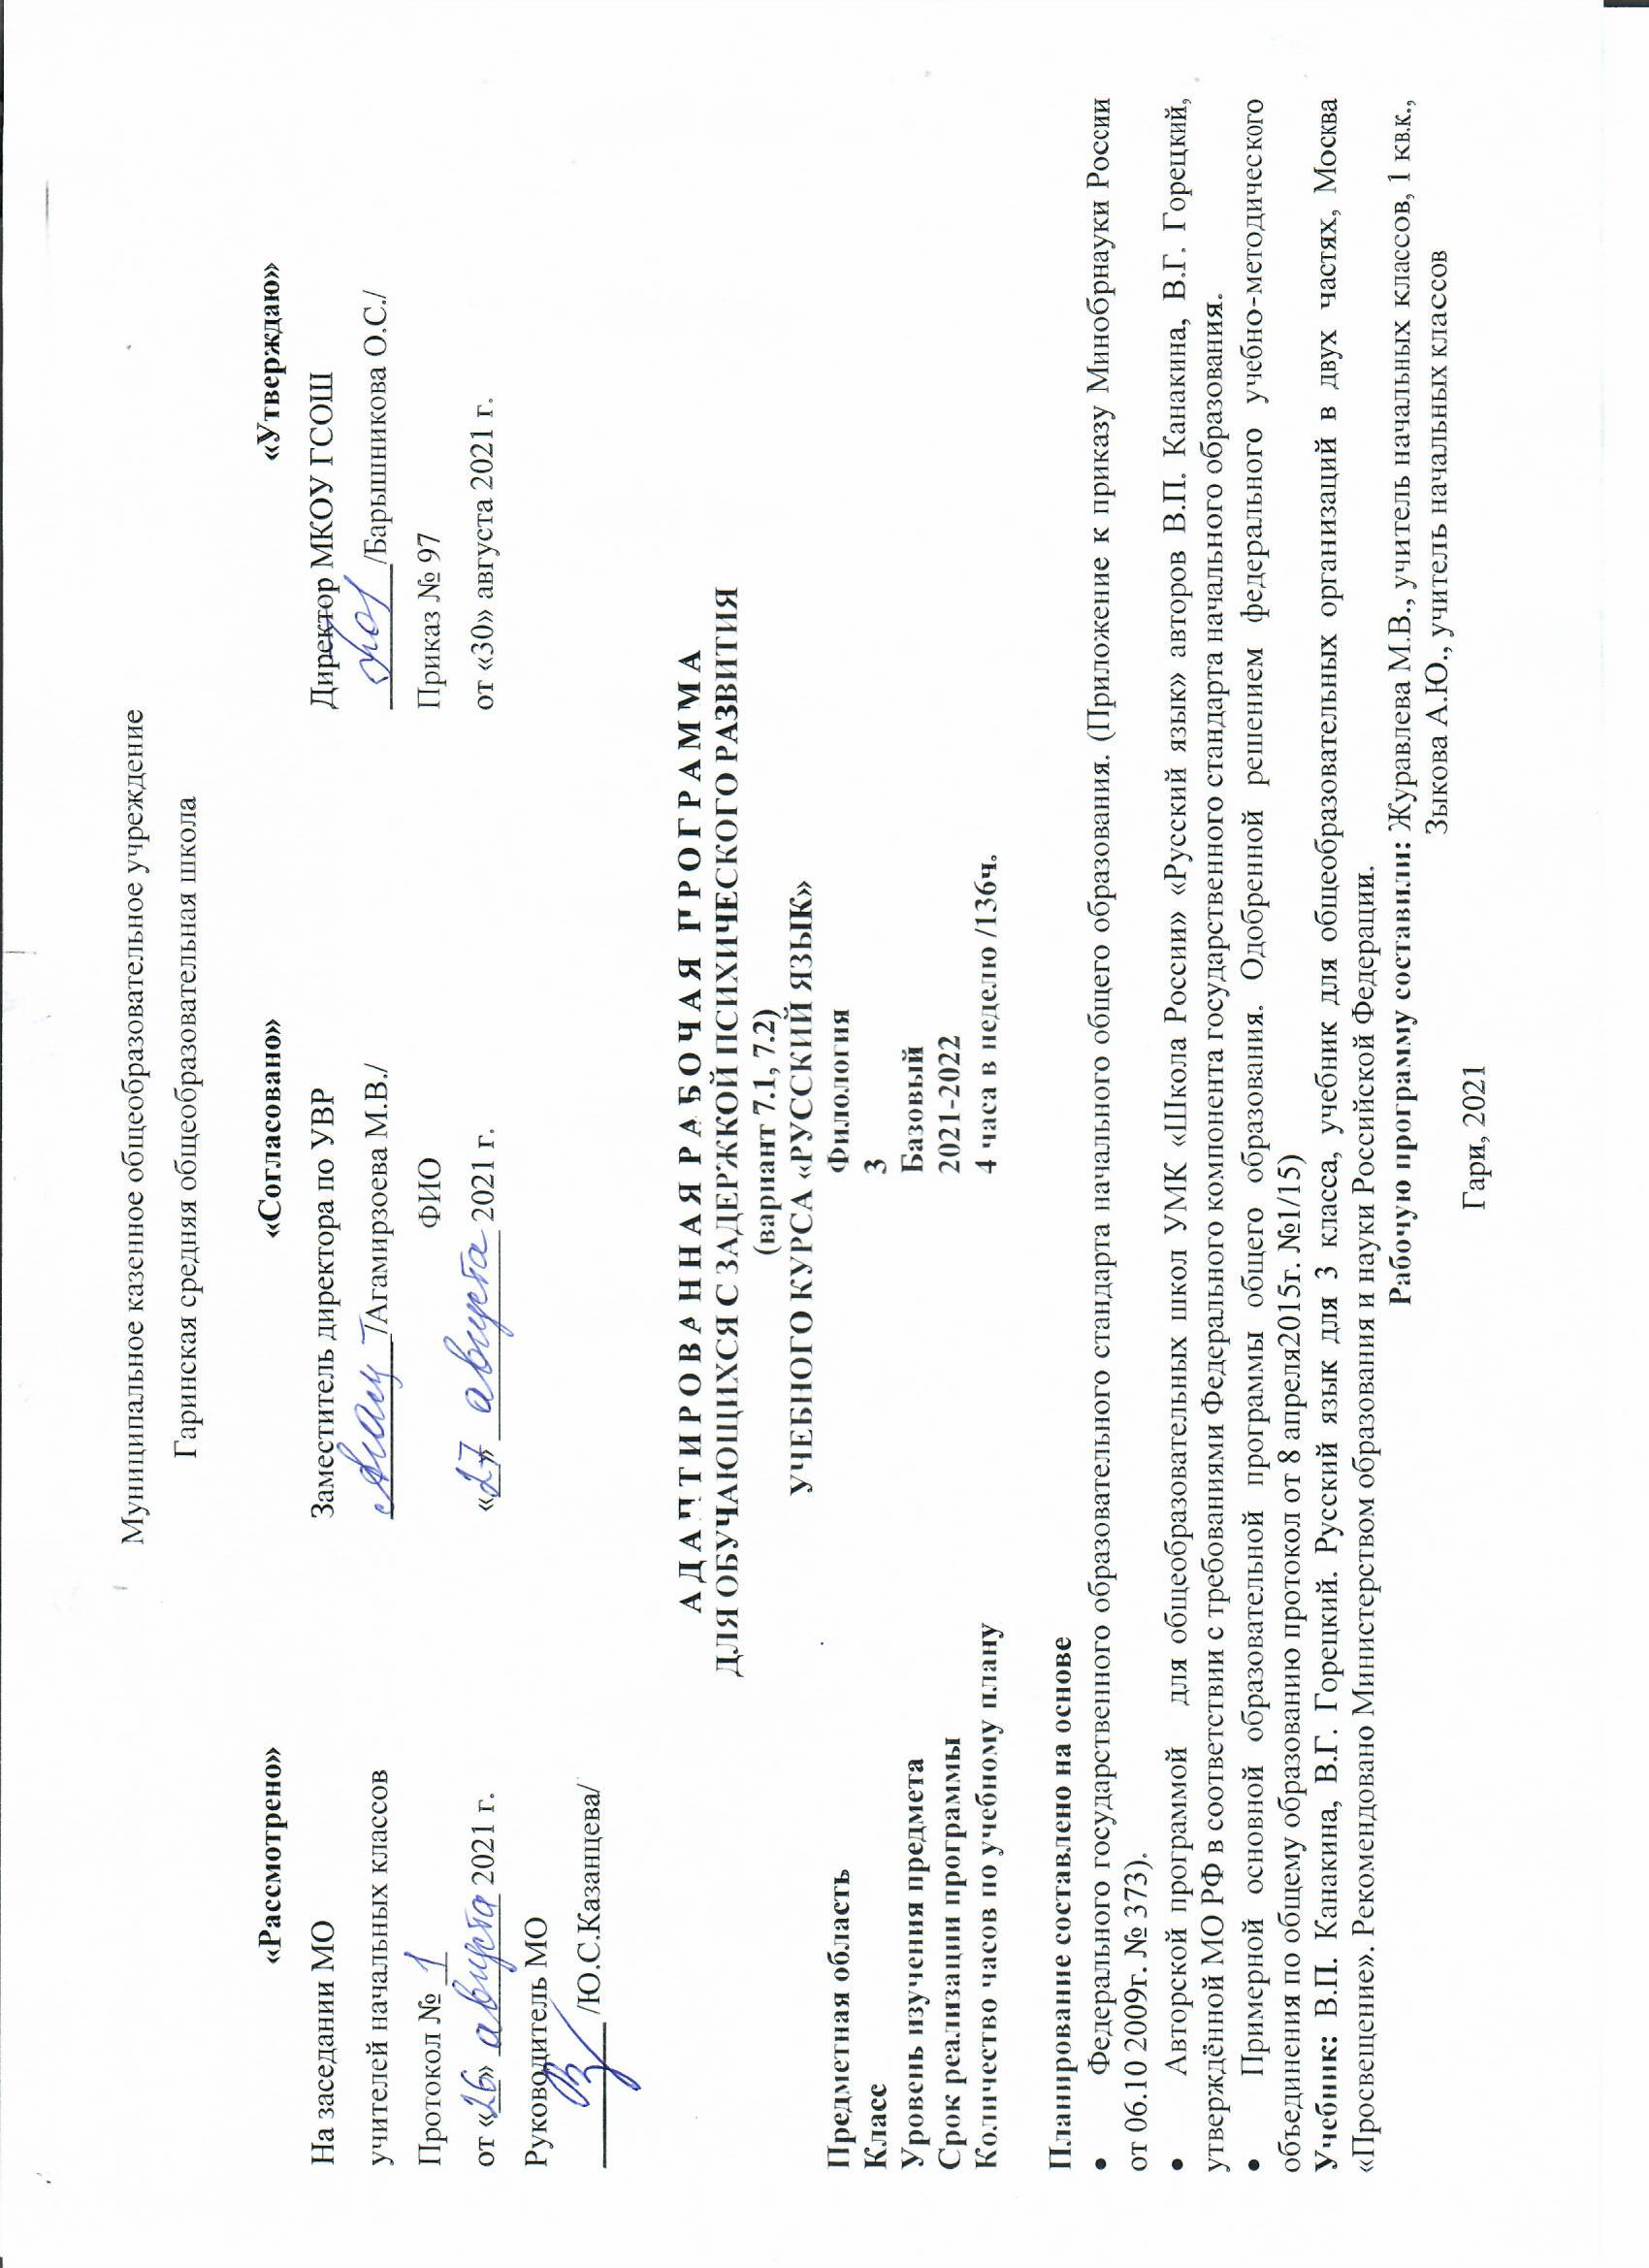 Муниципальное казенное общеобразовательное учреждение
Гаринская средняя общеобразовательная школа
«Рассмотрено»
На заседании МО
учителей начальных классов
Протокол № 1
от «26» августа 2021 г.
Руководитель МО
/Ю.С.Казанцева/
«Согласовано»
Заместитель директора по УВР
/Агамирзоева М.В./
ФИО
«27» августа 2021 г.
«Утверждаю»
Директор МКОУ ГСОШ
/Барышникова О.С./
Приказ № 97
от «30» августа 2021 г.
АДАПТИРОВАННАЯ РАБОЧАЯ ПРОГРАММА
ДЛЯ ОБУЧАЮЩИХСЯ С ЗАДЕРЖКОЙ ПСИХИЧЕСКОГО РАЗВИТИЯ
(вариант 7.1, 7.2)
УЧЕБНОГО КУРСА «РУССКИЙ ЯЗЫК»
Предметная область Филология
Класс 3
Уровень изучения предмета Базовый
Срок реализации программы 2021-2022
Количество часов по учебному плану 4 часа в неделю /136ч.
Планирование составлено на основе
• Федерального государственного образовательного стандарта начального общего образования. (Приложение к приказу Минобрнауки России
от 06.10 2009г. № 373).
• Авторской программой для общеобразовательных школ УМК «Школа России» «Русский язык» авторов В.П. Канакина, В.Г. Горецкий,
утверждённой МО РФ в соответствии с требованиями Федерального компонента государственного стандарта начального образования.
• Примерной основной образовательной программы общего образования. Одобренной решением федерального учебно-методического
объединения по общему образованию протокол от 8 апреля2015г. №1/15)
Учебник: В.П. Канакина, В.Г. Горецкий. Русский язык для 3 класса, учебник для общеобразовательных организаций в двух частях, Москва
«Просвещение». Рекомендовано Министерством образования и науки Российской Федерации.
Рабочую программу составили: Журавлева М.В., учитель начальных классов, 1 кв.к.,
Зыкова А.Ю., учитель начальных классов
Гари, 2021